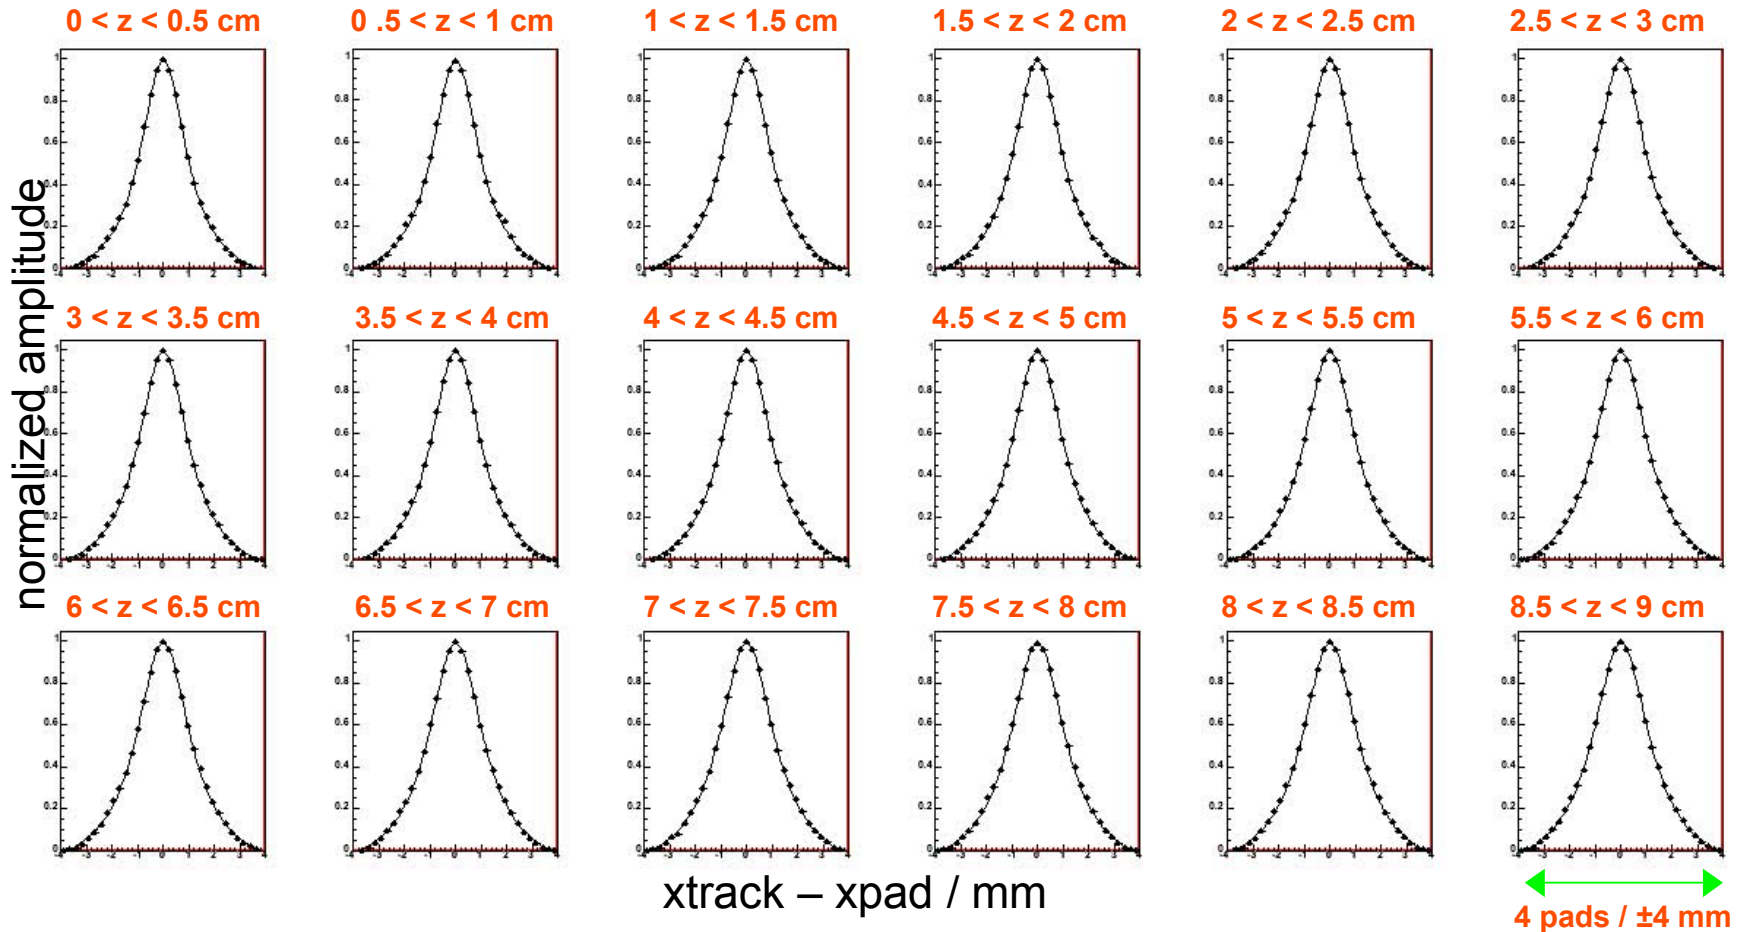 0 < z < 0.5 cm
0 .5 < z < 1 cm
1 < z < 1.5 cm
1.5 < z < 2 cm
2 < z < 2.5 cm
2.5 < z < 3 cm
3 < z < 3.5 cm
3.5 < z < 4 cm
4 < z < 4.5 cm
4.5 < z < 5 cm
5 < z < 5.5 cm
5.5 < z < 6 cm
6 < z < 6.5 cm
6.5 < z < 7 cm
7 < z < 7.5 cm
7.5 < z < 8 cm
8 < z < 8.5 cm
8.5 < z < 9 cm
normalized amplitude
xtrack – xpad / mm
4 pads / ±4 mm